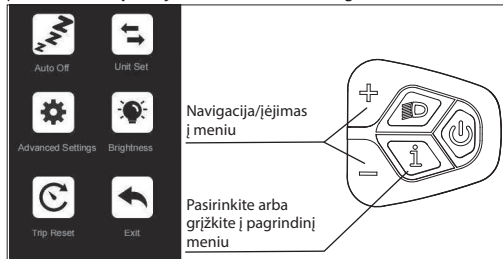 Auto Off
Unit Set
Advanced Settings
Brightness
Trip Reset
Exit
Navigacija/įėjimas
į meniu
Pasirinkite arba
grįžkite į pagrindinį
meniu
+
i
−